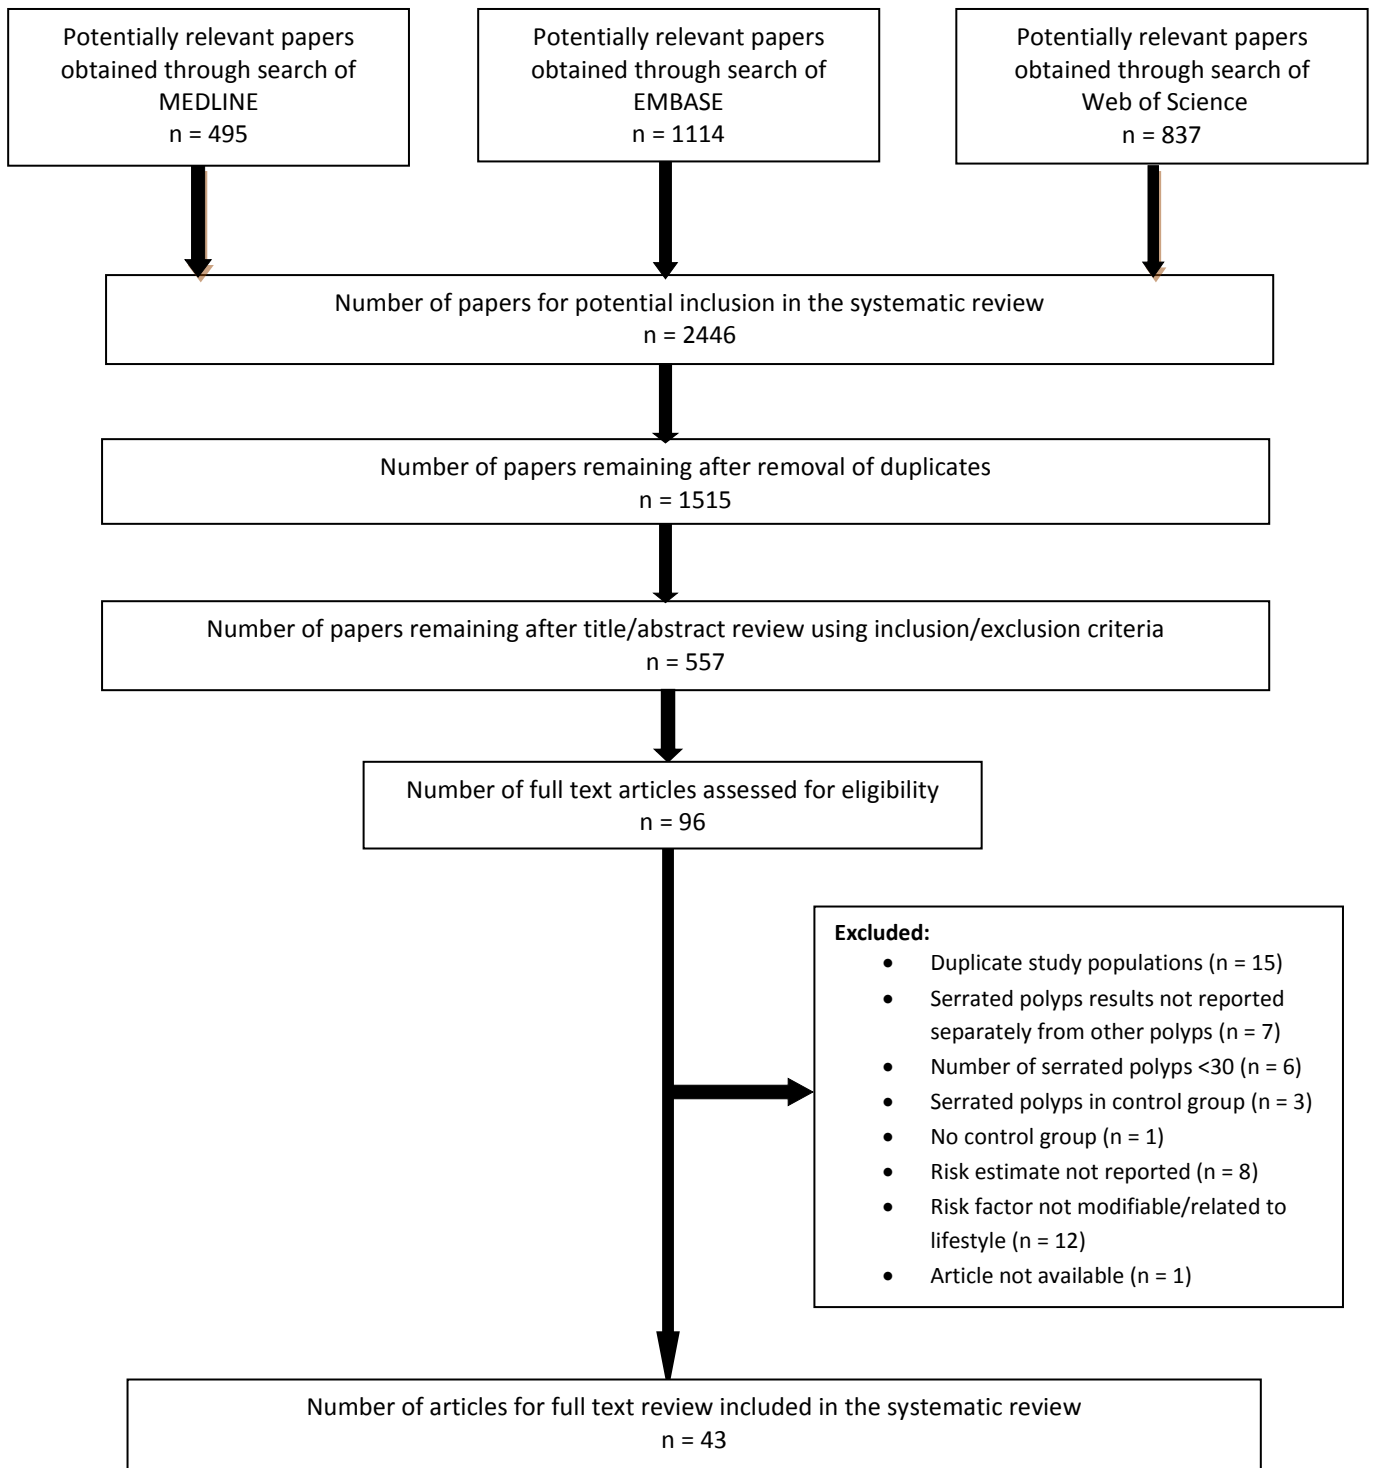 Potentially relevant papers
obtained through search of
MEDLINE
n = 495
Potentially relevant papers
obtained through search of
EMBASE
n = 1114
Potentially relevant papers
obtained through search of
Web of Science
n = 837
Number of papers for potential inclusion in the systematic review
n = 2446
Number of papers remaining after removal of duplicates
n = 1515
Number of papers remaining after title/abstract review using inclusion/exclusion criteria
n = 557
Number of full text articles assessed for eligibility
n = 96
Excluded:
• Duplicate study populations (n = 15)
• Serrated polyps results not reported
separately from other polyps (n = 7)
• Number of serrated polyps <30 (n = 6)
• Serrated polyps in control group (n = 3)
• No control group (n = 1)
• Risk estimate not reported (n = 8)
• Risk factor not modifiable/related to
lifestyle (n = 12)
• Article not available (n = 1)
Number of articles for full text review included in the systematic review
n = 43